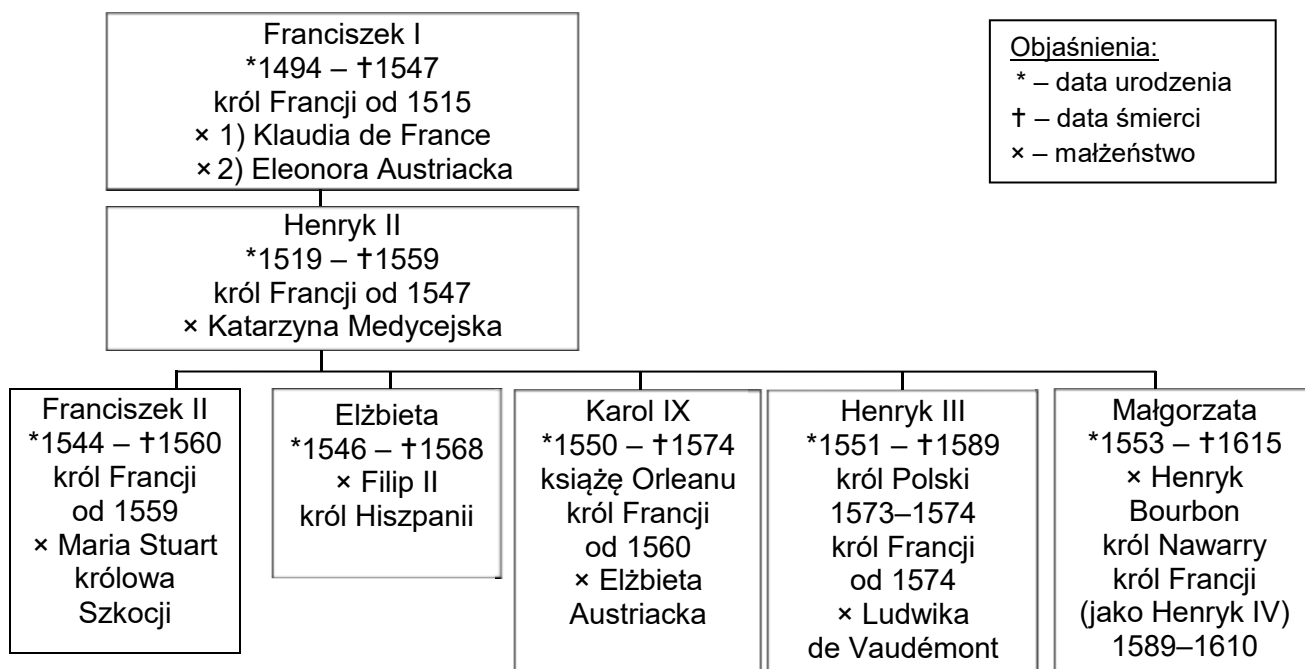 Franciszek I
*1494 – †1547
król Francji od 1515
× 1) Klaudia de France
× 2) Eleonora Austriacka
Objaśnienia:
* – data urodzenia
† – data śmierci
× – małżeństwo
Henryk II
*1519 – †1559
król Francji od 1547
× Katarzyna Medycejska
Franciszek II
*1544 – †1560
król Francji
od 1559
× Maria Stuart
królowa
Szkocji
Elżbieta
*1546 – †1568
× Filip II
król Hiszpanii
Karol IX
*1550 – †1574
książę Orleanu
król Francji
od 1560
× Elżbieta
Austriacka
Henryk III
*1551 – †1589
król Polski
1573–1574
król Francji
od 1574
× Ludwika
de Vaudémont
Małgorzata
*1553 – †1615
× Henryk
Bourbon
król Nawarry
król Francji
(jako Henryk IV)
1589–1610